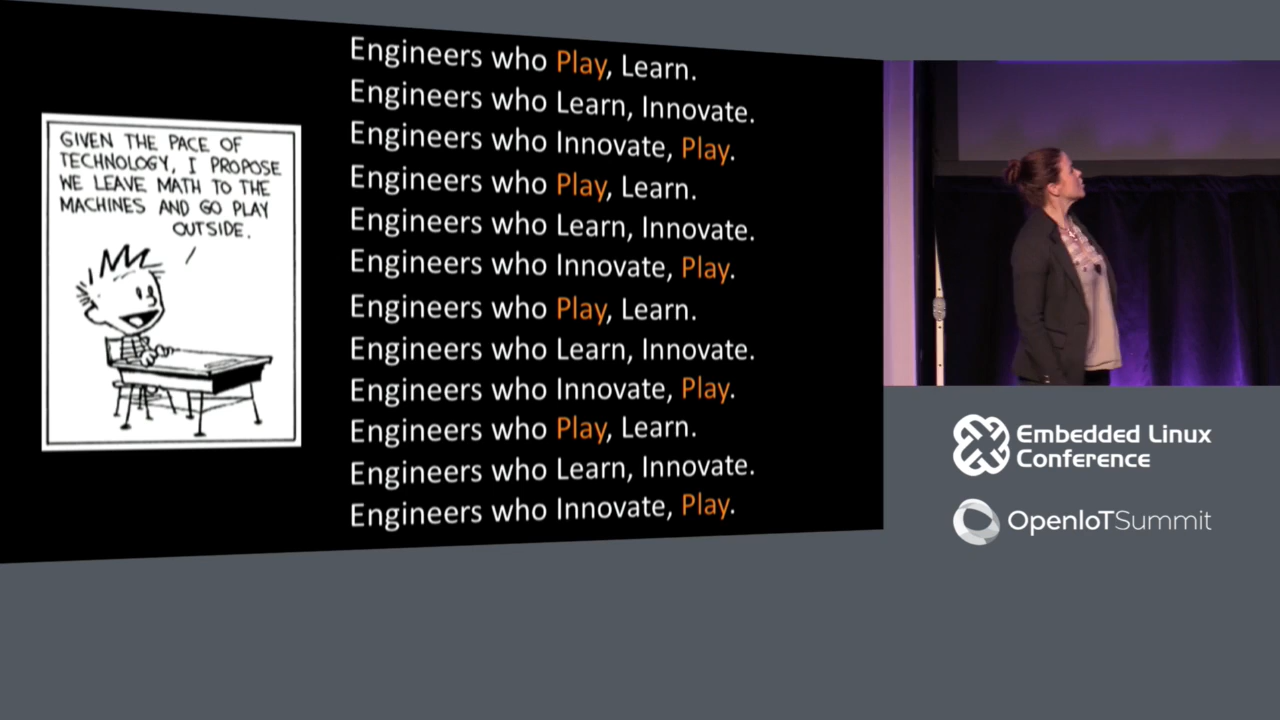 GIVEN THE PACE OF
TECHNOLOGY, I PROPOSE
WE LEAVE MATH TO THE
MACHINES AND GO PLAY
OUTSIDE.
Engineers who Play, Learn.
Engineers who Learn, Innovate.
Engineers who Innovate, Play.
Engineers who Play, Learn.
Engineers who Learn, Innovate.
Engineers who Innovate, Play.
Engineers who Play, Learn.
Engineers who Learn, Innovate.
Engineers who Innovate, Play.
Engineers who Play, Learn.
Engineers who Learn, Innovate.
Engineers who Innovate, Play.
Embedded Linux
Conference
OpenIoTSummit